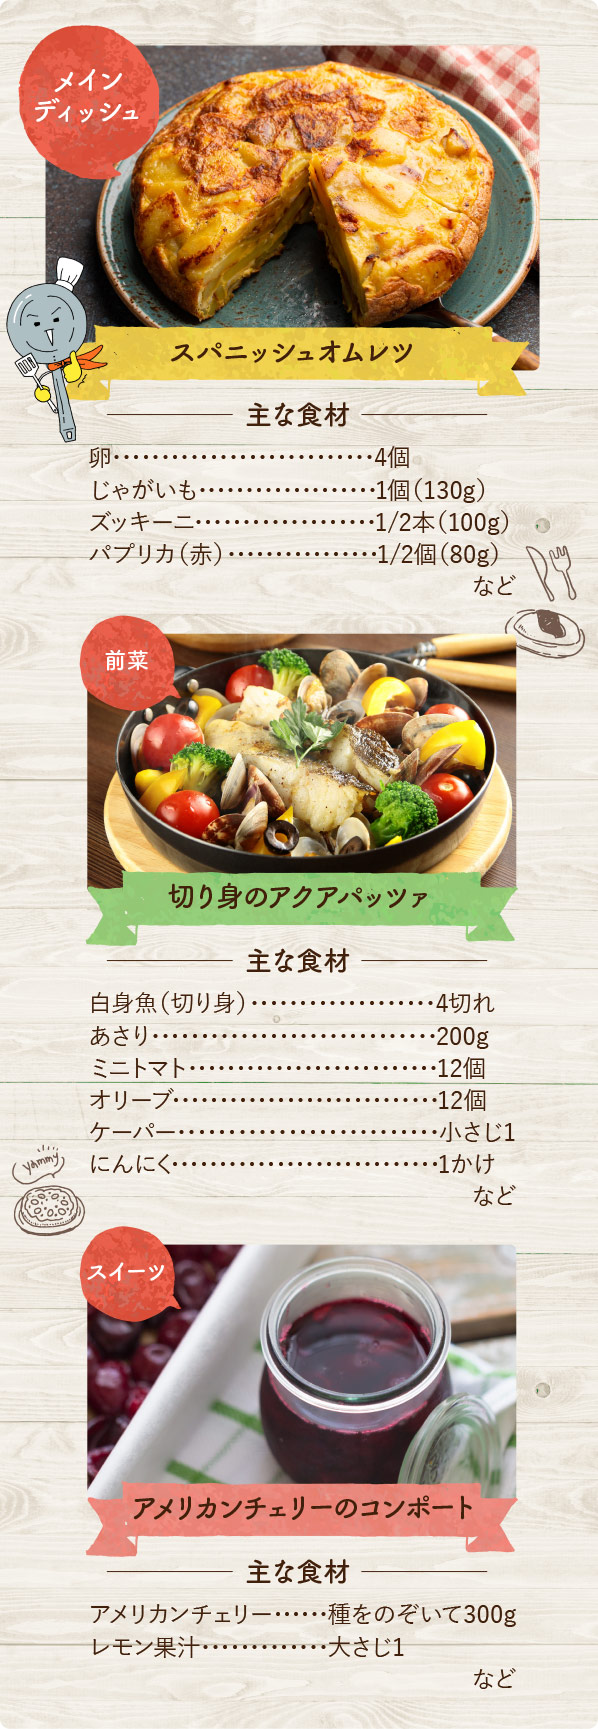 メイン
ディッシュ
スパニッシュオムレツ
主な食材
卵‥‥‥‥‥‥‥‥‥‥‥‥‥4個
じゃがいも‥‥‥‥‥‥‥‥‥1個(130g)
ズッキーニ‥‥‥‥‥‥‥‥‥1/2本(100g)
パプリカ(赤)‥‥‥‥‥‥‥‥1/2個(80g)
など
前菜
切り身のアクアパッツァ
主な食材
白身魚(切り身)‥‥‥‥‥‥‥‥‥4切れ
あさり‥‥‥‥‥‥‥‥‥‥‥‥‥‥200g
ミニトマト‥‥‥‥‥‥‥‥‥‥‥‥12個
オリーブ‥‥‥‥‥‥‥‥‥‥‥‥‥12個
ケーパー‥‥‥‥‥‥‥‥‥‥‥‥‥小さじ1
にんにく‥‥‥‥‥‥‥‥‥‥‥‥‥1かけ
など
yammy
スイーツ
アメリカンチェリーのコンポート
主な食材
アメリカンチェリー‥‥‥種をのぞいて300g
レモン果汁‥‥‥‥‥‥大さじ1
など